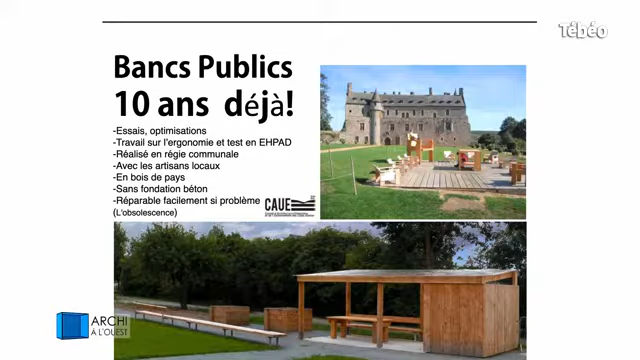 Tébéo
Bancs Publics
10 ans déjà!
-Essais, optimisations
-Travail sur l'ergonomie et test en EHPAD
-Réalisé en régie communale
-Avec les artisans locaux
-En bois de pays
-Sans fondation béton
-Réparable facilement si problème
(L'obsolescence)
CAUE
ARCHI
À L'OUEST